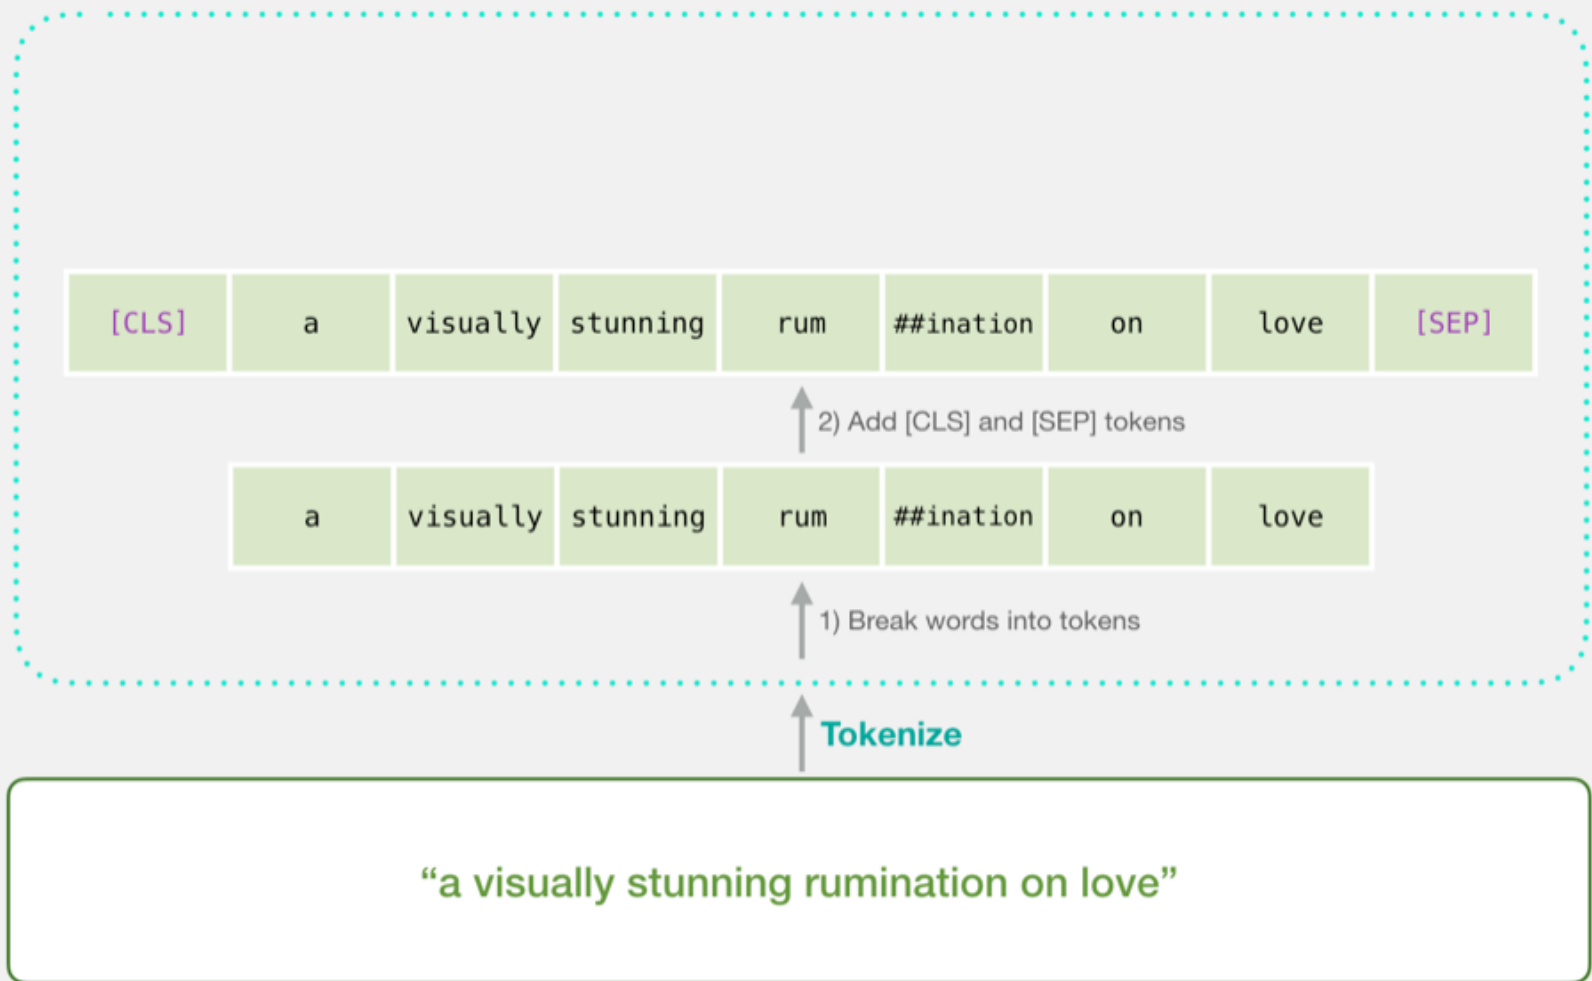 [CLS] a visually stunning rum ##ination on love [SEP]
2) Add [CLS] and [SEP] tokens
a visually stunning rum ##ination on love
1) Break words into tokens
Tokenize
“a visually stunning rumination on love”